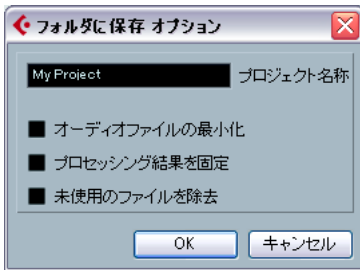 フォルダに保存 オプション
My Project プロジェクト名称
オーディオファイルの最小化
プロセッシング結果を固定
未使用のファイルを除去
OK キャンセル